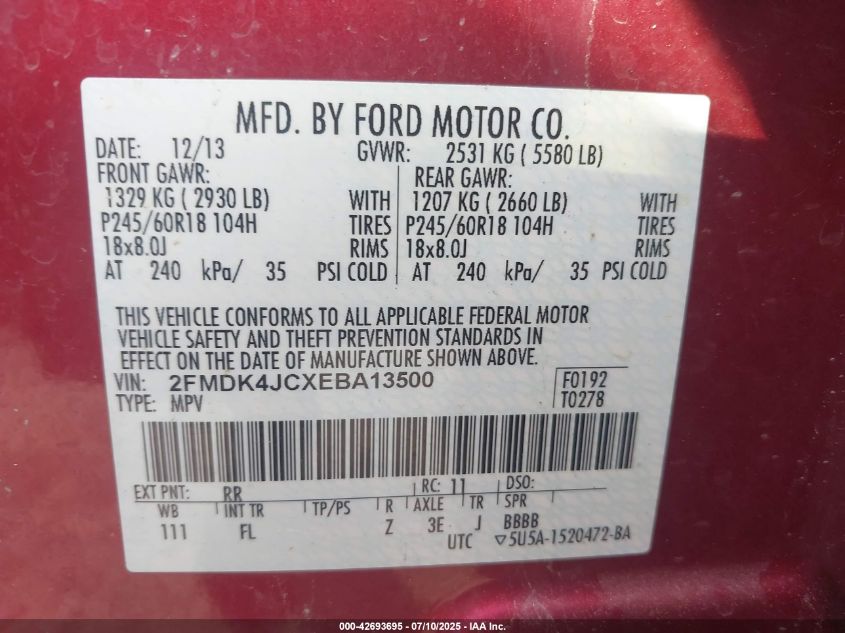 MFD. BY FORD MOTOR CO.
DATE: 12/13 GVWR: 2531 KG ( 5580 LB)
FRONT GAWR: REAR GAWR:
1329 KG ( 2930 LB) WITH 1207 KG ( 2660 LB) WITH
P245/60R18 104H TIRES P245/60R18 104H TIRES
18x8.0J RIMS 18x8.0J RIMS
AT 240 kPa/ 35 PSI COLD AT 240 kPa/ 35 PSI COLD
THIS VEHICLE CONFORMS TO ALL APPLICABLE FEDERAL MOTOR
VEHICLE SAFETY AND THEFT PREVENTION STANDARDS IN
EFFECT ON THE DATE OF MANUFACTURE SHOWN ABOVE.
VIN: 2FMDK4JCXEBA13500 F0192
TYPE: MPV T0278
EXT PNT: RR RC: 11 DSO:
WB INT TR TP/PS R AXLE TR SPR
111 FL Z 3E J BBBB
UTC ▽5U5A-1520472-BA
000-42693695 - 07/10/2025 - IAA Inc.